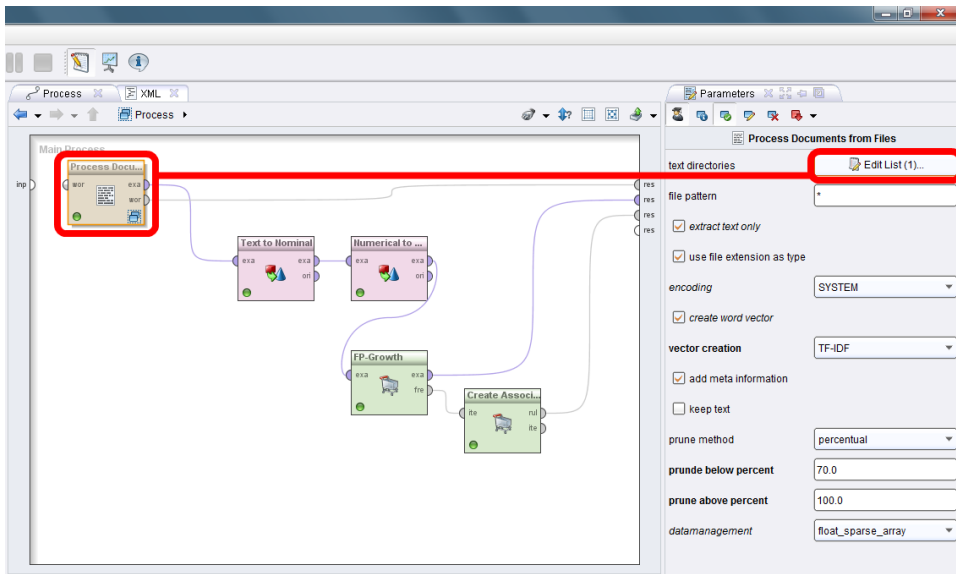 Process
XML
Parameters
Process
Process Documents from Files
Main Process
Process Docu...
inp
wor
exa
wor
res
res
res
res
Text to Nominal
exa
exa
ori
Numerical to ...
exa
exa
ori
FP-Growth
exa
exa
fre
Create Associ...
ite
rul
ite
text directories
Edit List (1)...
file pattern
*
extract text only
use file extension as type
encoding
SYSTEM
create word vector
vector creation
TF-IDF
add meta information
keep text
prune method
percentual
prunde below percent
70.0
prune above percent
100.0
datamanagement
float_sparse_array